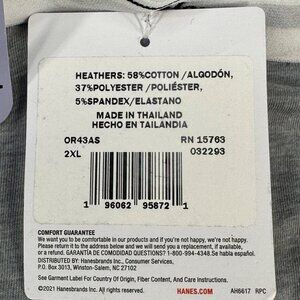 HEATHERS: 58%COTTON /ALGODÓN,
37%POLYESTER /POLIÉSTER,
5%SPANDEX/ELASTANO
MADE IN THAILAND
HECHO EN TAILANDIA
OR43AS RN 15763
2XL 032293
1 96062 95872 1
COMFORT GUARANTEE
We want you to be comfortable in our products and if you're not happy, we're not happy.
Please return it to the address below and we will send you a replacement, if available,
or a refund. GARANTIA DE COMODIDAD QUESTIONS? 1-800-994-4348.Se habla español.
Direct to: Hanesbrands Inc., Consumer Services,
P.O. Box 3013, Winston-Salem, NC 27102
See Garment Label For Country Of Origin, Fiber Content, And Care Instructions.
©2021 Hanesbrands Inc. All rights reserved. HANES.COM AH6617 RPC